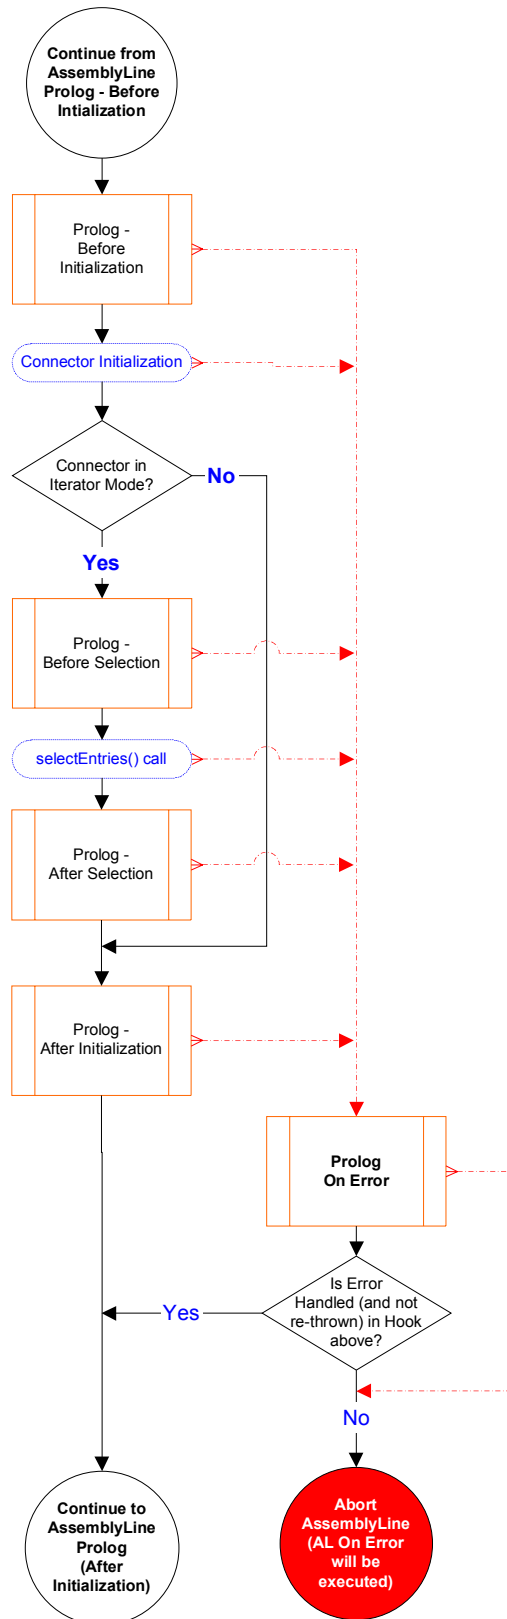 Continue from
AssemblyLine
Prolog - Before
Intialization
Prolog -
Before
Initialization
Connector Initialization
Connector in
Iterator Mode?
No
Yes
Prolog -
Before Selection
selectEntries() call
Prolog -
After Selection
Prolog -
After Initialization
Prolog
On Error
Is Error
Handled (and not
re-thrown) in Hook
above?
Yes
No
Continue to
AssemblyLine
Prolog
(After
Initialization)
Abort
AssemblyLine
(AL On Error
will be
executed)